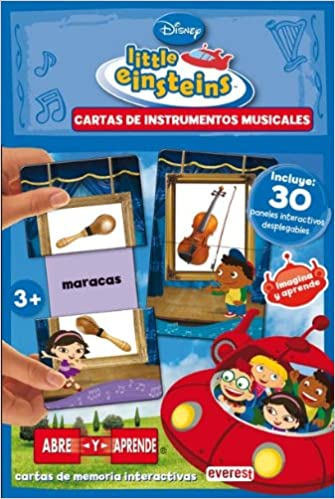 Disney
little
einsteins™
CARTAS DE INSTRUMENTOS MUSICALES
Incluye:
30
paneles interactivos
desplegables
imagina
y aprende
maracas
3+
ABRE Y APRENDE®
cartas de memoria interactivas
everest